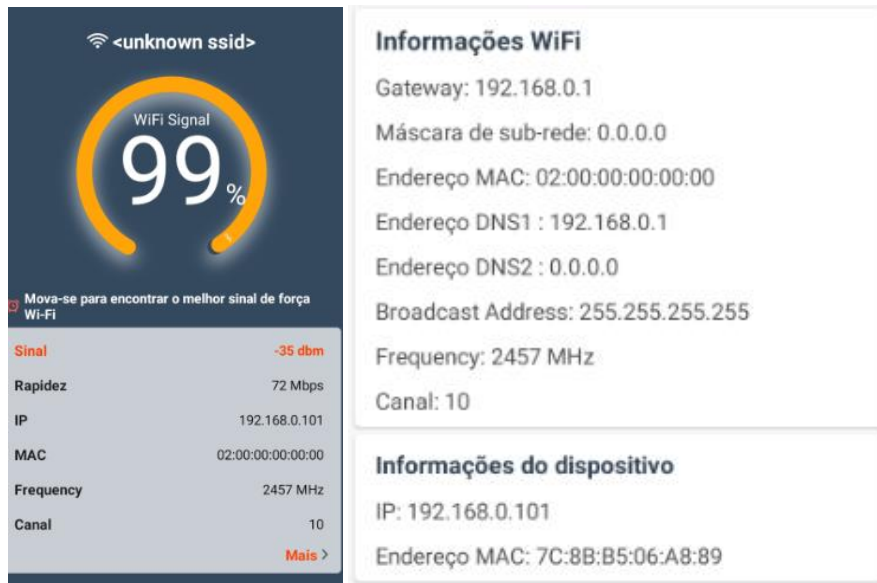 <unknown ssid>
WiFi Signal
99 %
Mova-se para encontrar o melhor sinal de força
Wi-Fi
Sinal -35 dbm
Rapidez 72 Mbps
IP 192.168.0.101
MAC 02:00:00:00:00:00
Frequency 2457 MHz
Canal 10
Mais >
Informações WiFi
Gateway: 192.168.0.1
Máscara de sub-rede: 0.0.0.0
Endereço MAC: 02:00:00:00:00:00
Endereço DNS1 : 192.168.0.1
Endereço DNS2 : 0.0.0.0
Broadcast Address: 255.255.255.255
Frequency: 2457 MHz
Canal: 10
Informações do dispositivo
IP: 192.168.0.101
Endereço MAC: 7C:8B:B5:06:A8:89